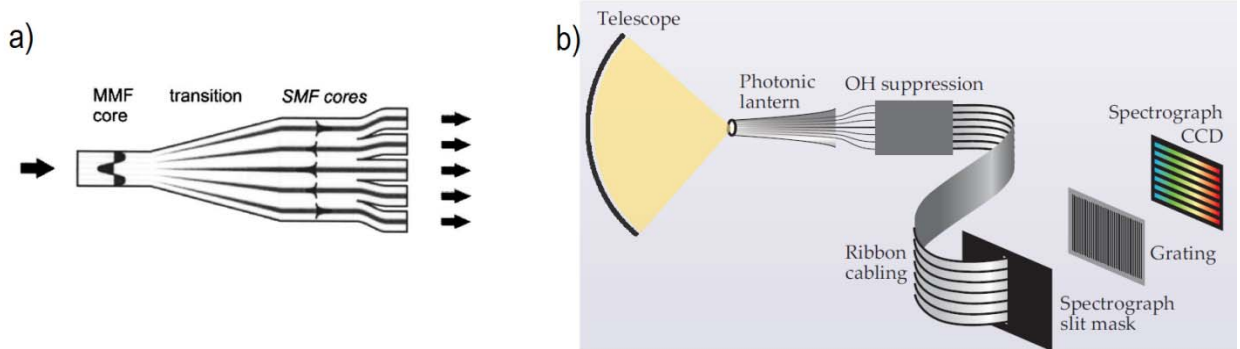 a)
MMF
core
transition
SMF cores
b)
Telescope
Photonic
lantern
OH suppression
Spectrograph
CCD
Ribbon
cabling
Grating
Spectrograph
slit mask